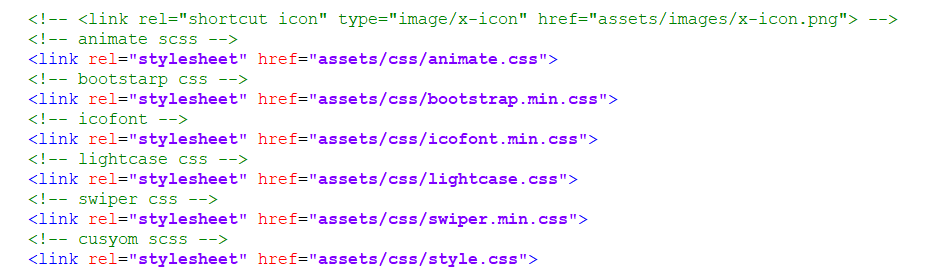 <!-- <link rel="shortcut icon" type="image/x-icon" href="assets/images/x-icon.png"> -->
<!-- animate scss -->
<link rel="stylesheet" href="assets/css/animate.css">
<!-- bootstarp css -->
<link rel="stylesheet" href="assets/css/bootstrap.min.css">
<!-- icofont -->
<link rel="stylesheet" href="assets/css/icofont.min.css">
<!-- lightcase css -->
<link rel="stylesheet" href="assets/css/lightcase.css">
<!-- swiper css -->
<link rel="stylesheet" href="assets/css/swiper.min.css">
<!-- cusyom scss -->
<link rel="stylesheet" href="assets/css/style.css">